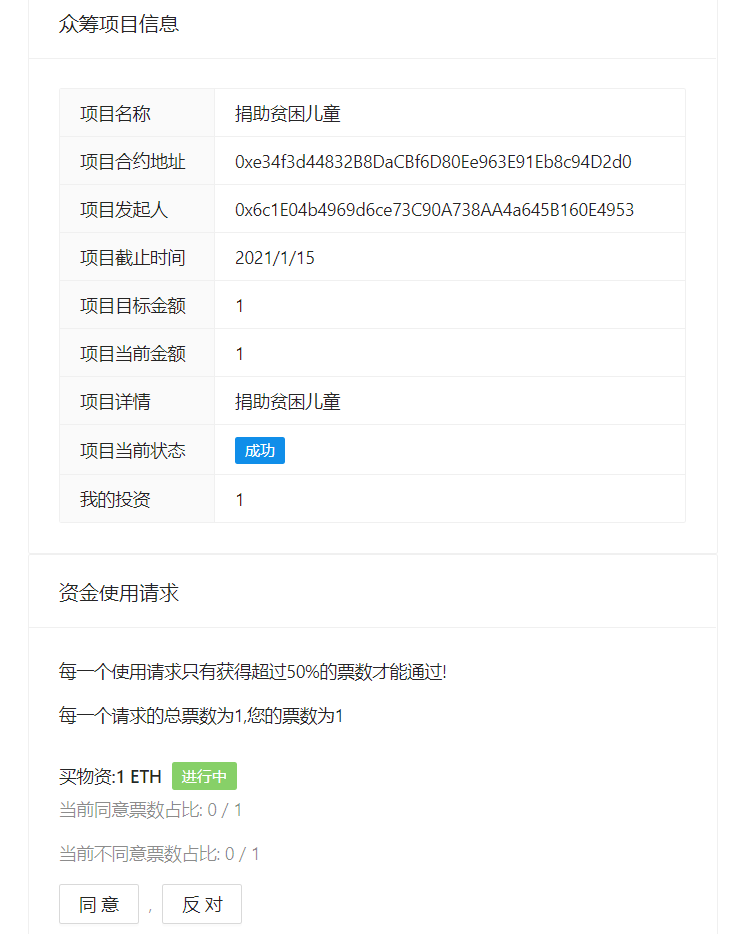 众筹项目信息
项目名称 捐助贫困儿童
项目合约地址 0xe34f3d44832B8DaCBf6D80Ee963E91Eb8c94D2d0
项目发起人 0x6c1E04b4969d6ce73C90A738AA4a645B160E4953
项目截止时间 2021/1/15
项目目标金额 1
项目当前金额 1
项目详情 捐助贫困儿童
项目当前状态 成功
我的投资 1
资金使用请求
每一个使用请求只有获得超过50%的票数才能通过!
每一个请求的总票数为1,您的票数为1
买物资:1 ETH 进行中
当前同意票数占比: 0 / 1
当前不同意票数占比: 0 / 1
同 意 , 反 对